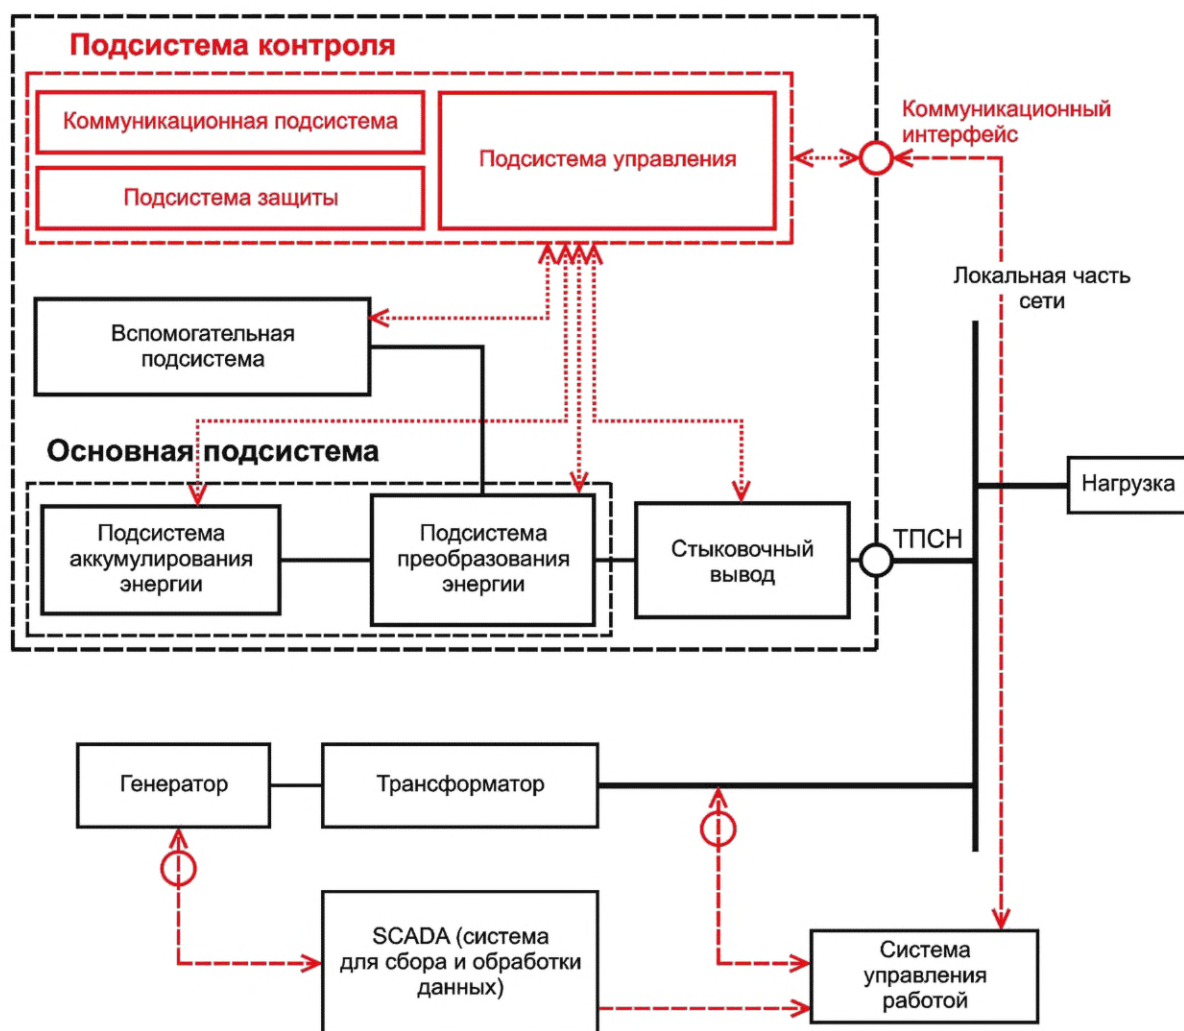 Подсистема контроля
Коммуникационная подсистема
Подсистема защиты
Подсистема управления
Коммуникационный
интерфейс
Локальная часть
сети
Вспомогательная
подсистема
Основная подсистема
Подсистема
аккумулирования
энергии
Подсистема
преобразования
энергии
Стыковочный
вывод
ТПСН
Нагрузка
Генератор
Трансформатор
SCADA (система
для сбора и обработки
данных)
Система
управления
работой